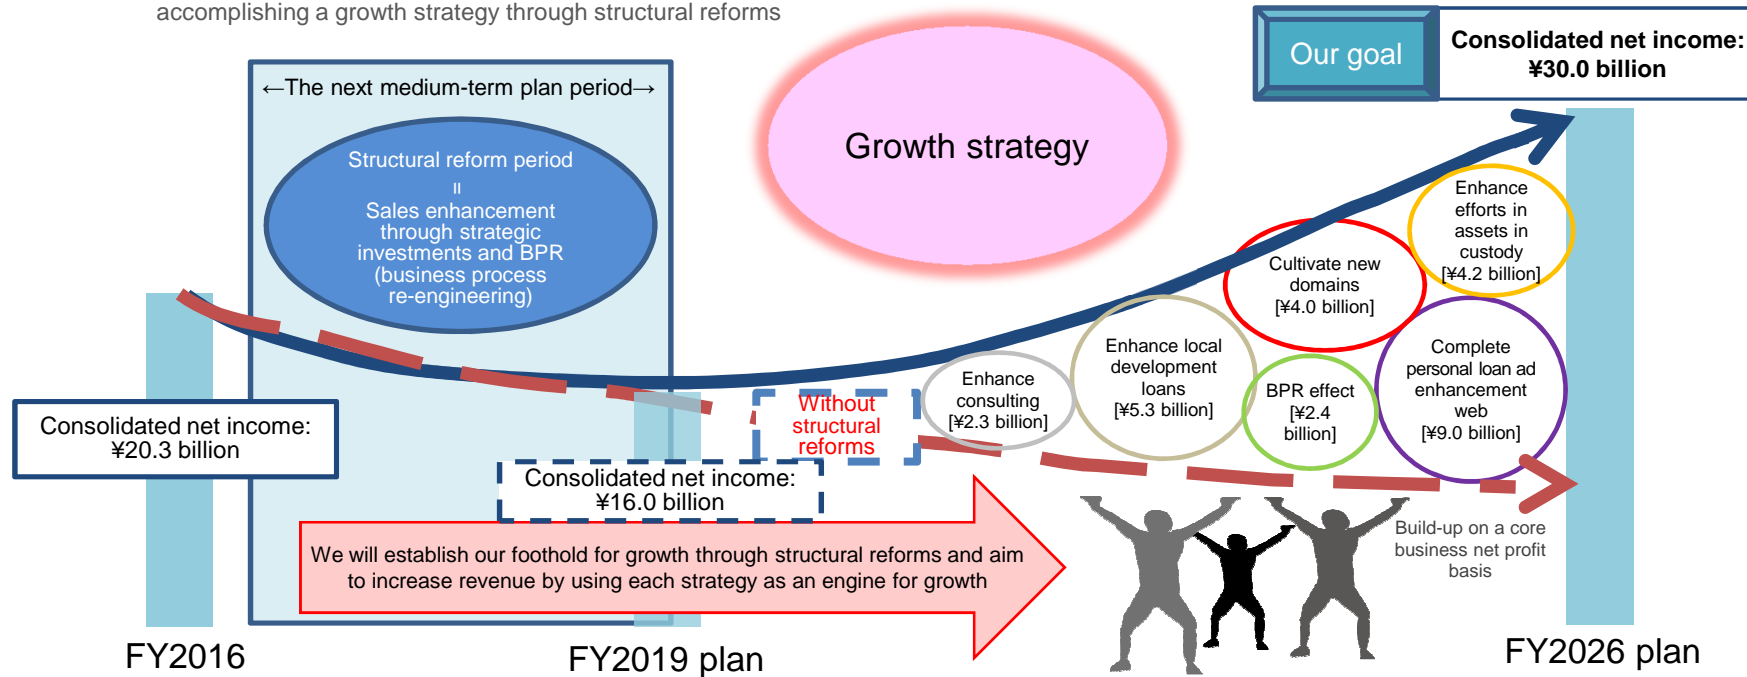 accomplishing a growth strategy through structural reforms
Our goal
Consolidated net income:
¥30.0 billion
←The next medium-term plan period→
Structural reform period
=
Sales enhancement
through strategic
investments and BPR
(business process
re-engineering)
Growth strategy
Enhance
efforts in
assets in
custody
[¥4.2 billion]
Cultivate new
domains
[¥4.0 billion]
Enhance local
development
loans
[¥5.3 billion]
Complete
personal loan ad
enhancement
web
[¥9.0 billion]
Enhance
consulting
[¥2.3 billion]
BPR effect
[¥2.4
billion]
Without
structural
reforms
Consolidated net income:
¥20.3 billion
Consolidated net income:
¥16.0 billion
We will establish our foothold for growth through structural reforms and aim
to increase revenue by using each strategy as an engine for growth
Build-up on a core
business net profit
basis
FY2016
FY2019 plan
FY2026 plan